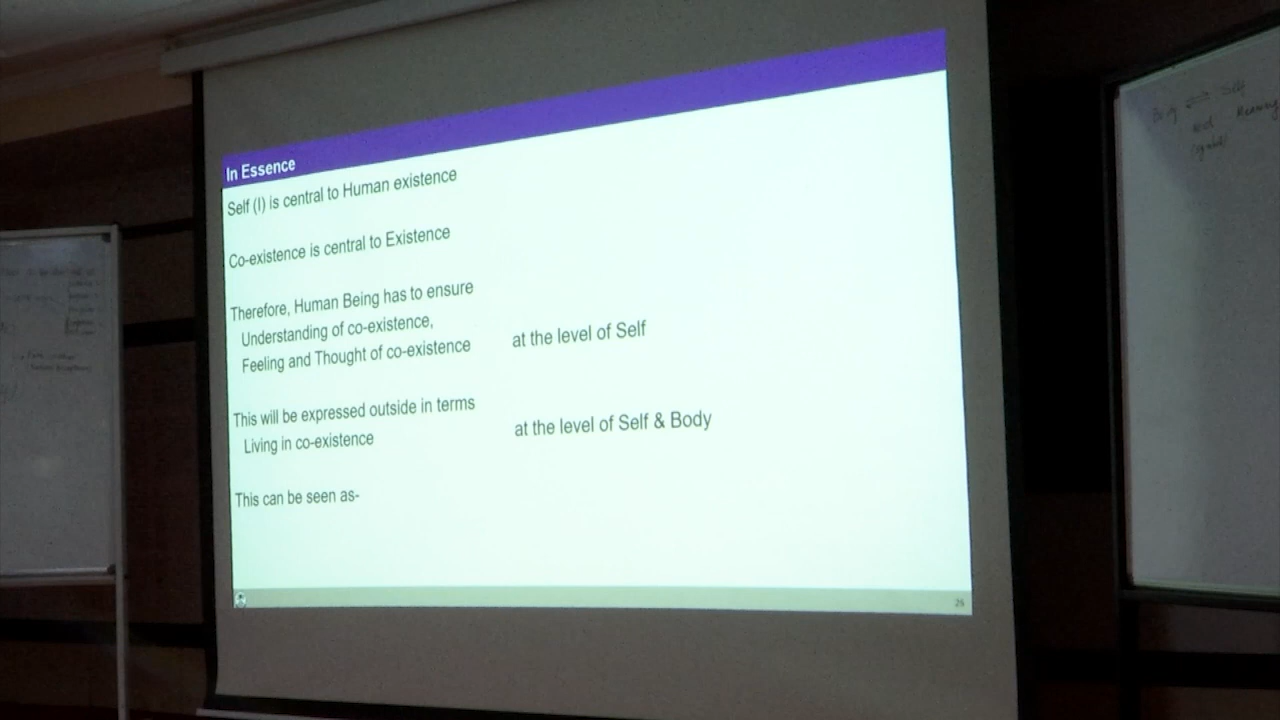 In Essence
Self (I) is central to Human existence
Co-existence is central to Existence
Therefore, Human Being has to ensure
Understanding of co-existence,
Feeling and Thought of co-existence at the level of Self
This will be expressed outside in terms
Living in co-existence at the level of Self & Body
This can be seen as-
Body ⇌ Self
Meaning